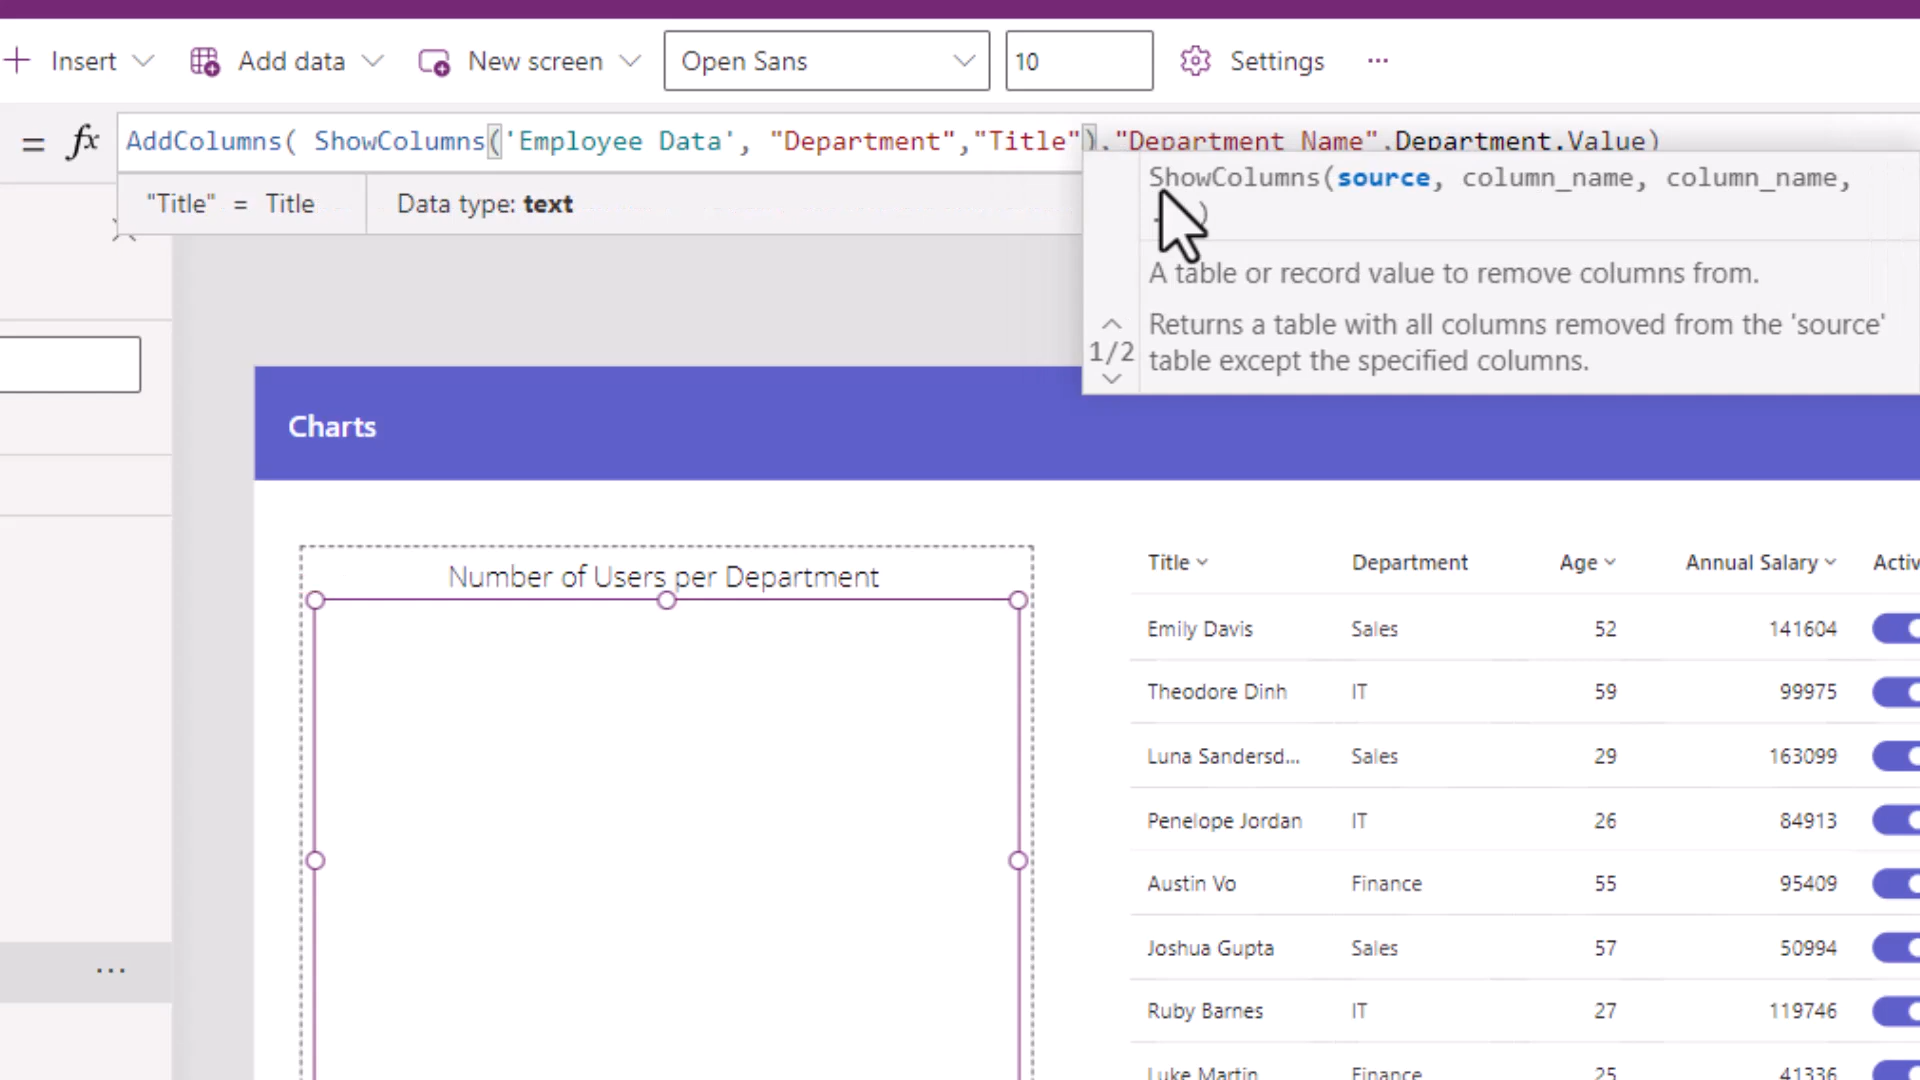 Insert
Add data
New screen
Open Sans
10
Settings
...
= fx AddColumns( ShowColumns('Employee Data', "Department","Title"),"Department Name",Department.Value)
"Title" = Title
Data type: text
ShowColumns(source, column_name, column_name,
A table or record value to remove columns from.
1/2
Returns a table with all columns removed from the 'source'
table except the specified columns.
Charts
Number of Users per Department
Title Department Age Annual Salary
Emily Davis Sales 52 141604
Theodore Dinh IT 59 99975
Luna Sandersd... Sales 29 163099
Penelope Jordan IT 26 84913
Austin Vo Finance 55 95409
Joshua Gupta Sales 57 50994
...
Ruby Barnes IT 27 119746
Luke Martin Finance 25 41336